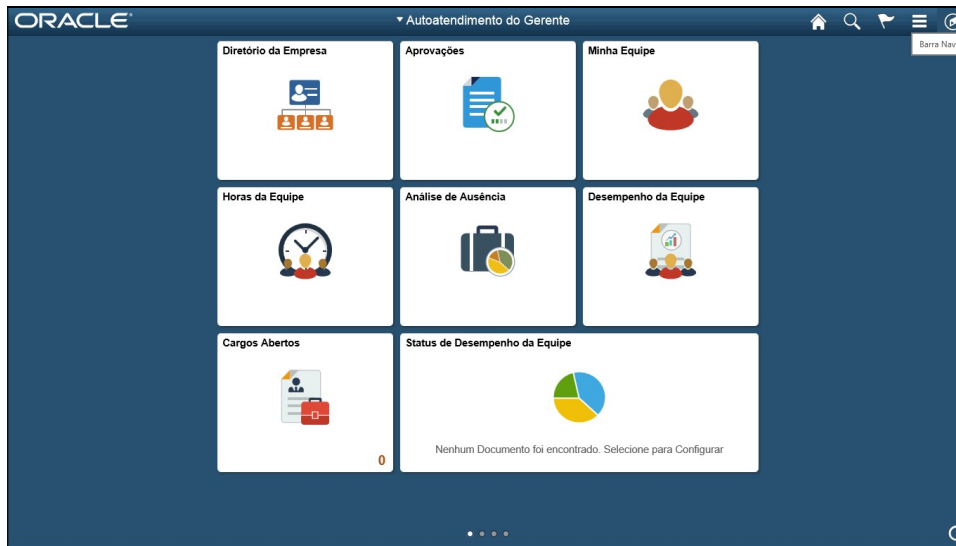 ORACLE
Autoatendimento do Gerente
Barra Nav
Diretório da Empresa
Aprovações
Minha Equipe
Horas da Equipe
Análise de Ausência
Desempenho da Equipe
Cargos Abertos
0
Status de Desempenho da Equipe
Nenhum Documento foi encontrado. Selecione para Configurar